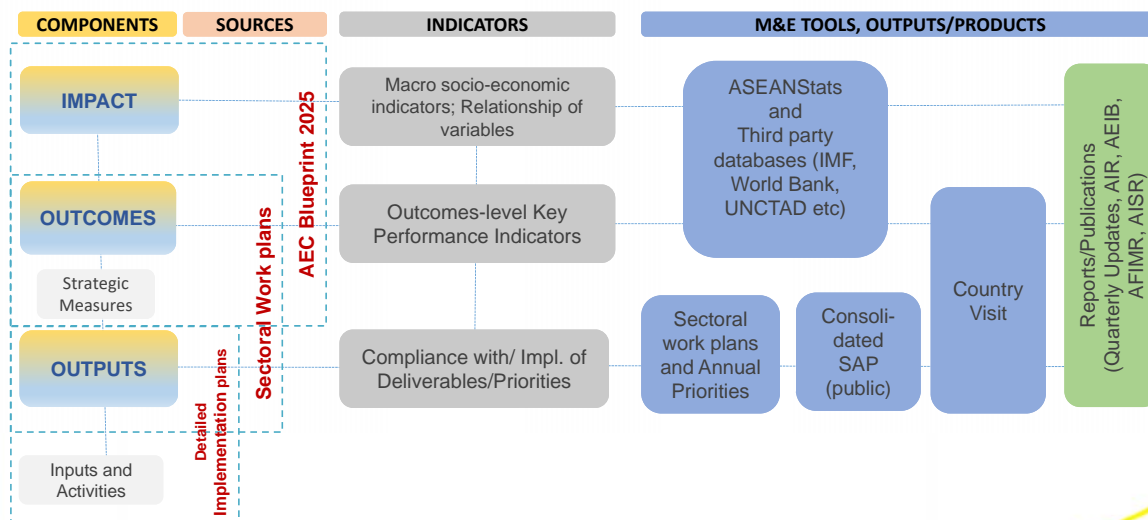 COMPONENTS
SOURCES
INDICATORS
M&E TOOLS, OUTPUTS/PRODUCTS
IMPACT
OUTCOMES
Strategic
Measures
OUTPUTS
Inputs and
Activities
AEC Blueprint 2025
Sectoral Work plans
Detailed
Implementation plans
Macro socio-economic
indicators; Relationship of
variables
Outcomes-level Key
Performance Indicators
Compliance with/ Impl. of
Deliverables/Priorities
ASEANStats
and
Third party
databases (IMF,
World Bank,
UNCTAD etc)
Sectoral
work plans
and Annual
Priorities
Consoli-
dated
SAP
(public)
Country
Visit
Reports/Publications
(Quarterly Updates, AIR, AEIB,
AFIMR, AISR)